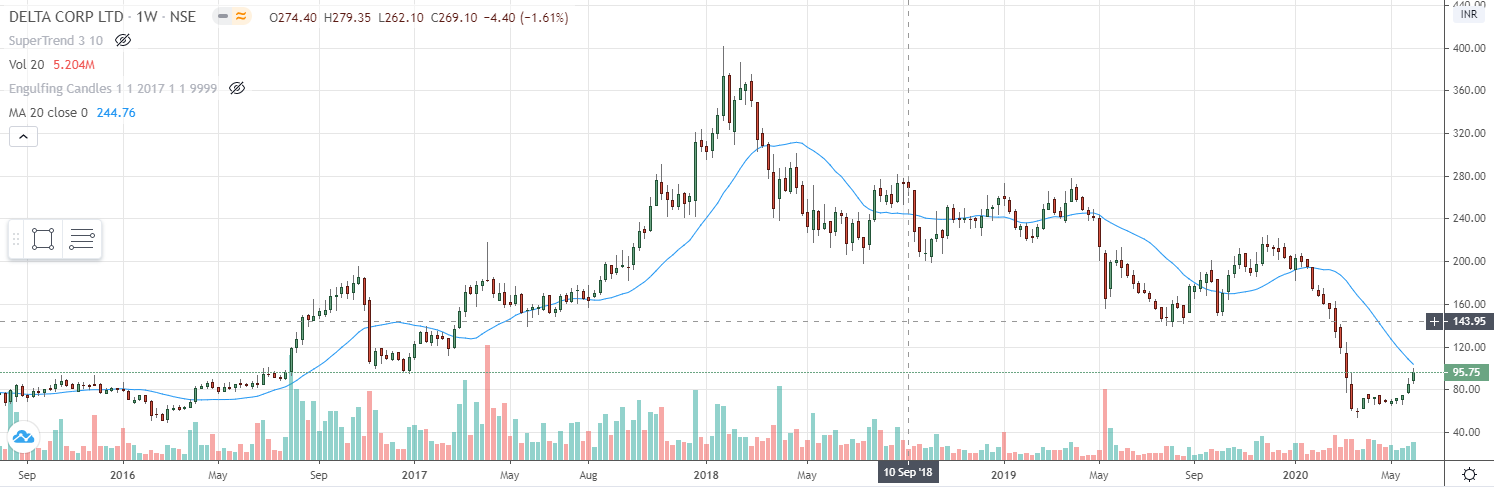 DELTA CORP LTD · 1W · NSE O274.40 H279.35 L262.10 C269.10 −4.40 (−1.61%)
SuperTrend 3 10
Vol 20 5.204M
Engulfing Candles 1 1 2017 1 1 9999
MA 20 close 0 244.76
440.00
INR
400.00
360.00
320.00
280.00
240.00
200.00
160.00
143.95
120.00
95.75
80.00
40.00
Sep 2016 May Sep 2017 May Aug 2018 May 10 Sep '18 2019 May Sep 2020 May